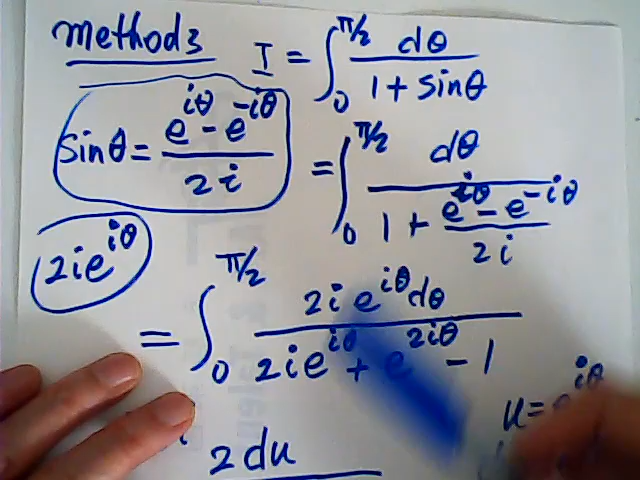 method3 I = ∫₀^{π/2} dθ / (1 + sinθ)
sinθ = (e^{iθ} - e^{-iθ}) / 2i = ∫₀^{π/2} dθ / (1 + (e^{iθ} - e^{-iθ}) / 2i)
2ie^{iθ}
= ∫₀^{π/2} 2ie^{iθ}dθ / (2ie^{iθ} + e^{2iθ} - 1)
u = e^{iθ}
2du